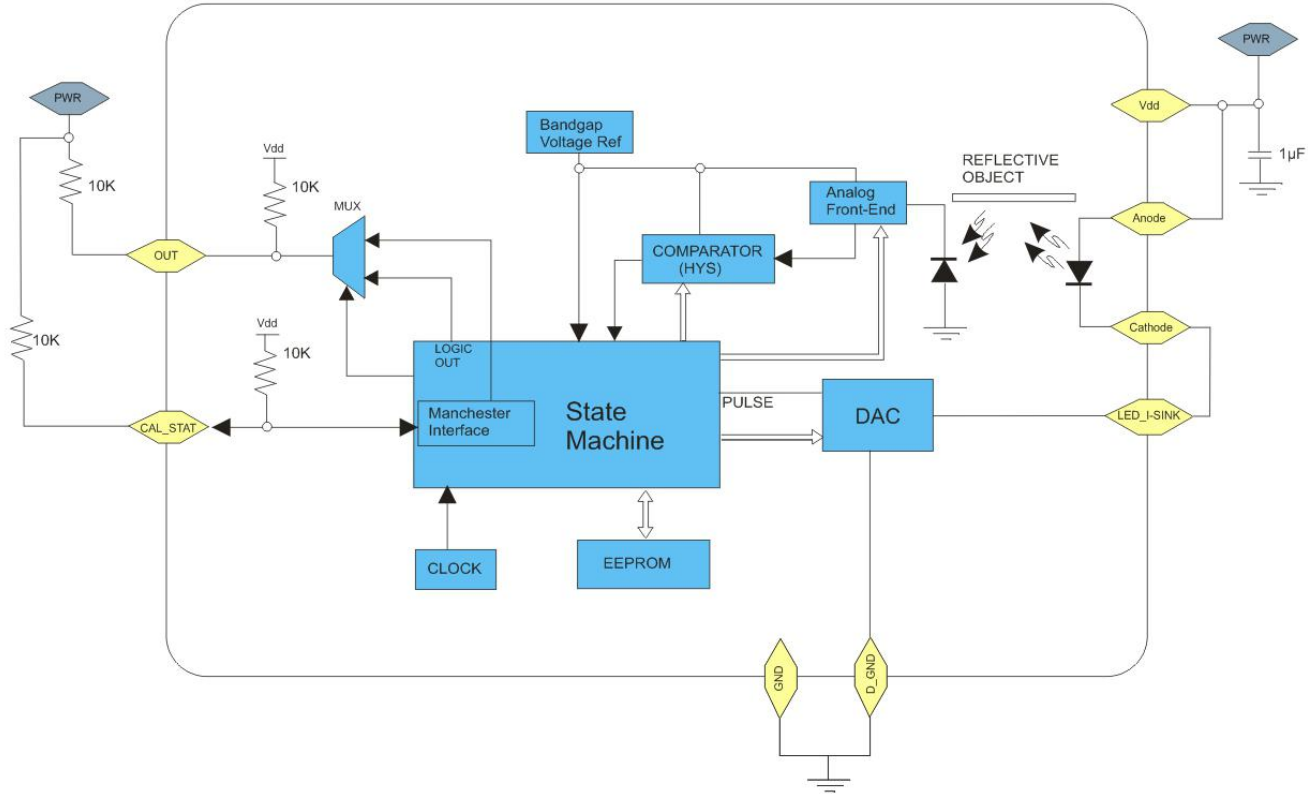 PWR
PWR
Vdd
Bandgap
Voltage Ref
1µF
REFLECTIVE
OBJECT
Vdd
10K
10K
MUX
Analog
Front-End
Anode
OUT
COMPARATOR
(HYS)
Vdd
Cathode
10K
10K
LOGIC
OUT
PULSE
State
Machine
Manchester
Interface
DAC
LED_I-SINK
CAL_STAT
CLOCK
EEPROM
GND
D_GND